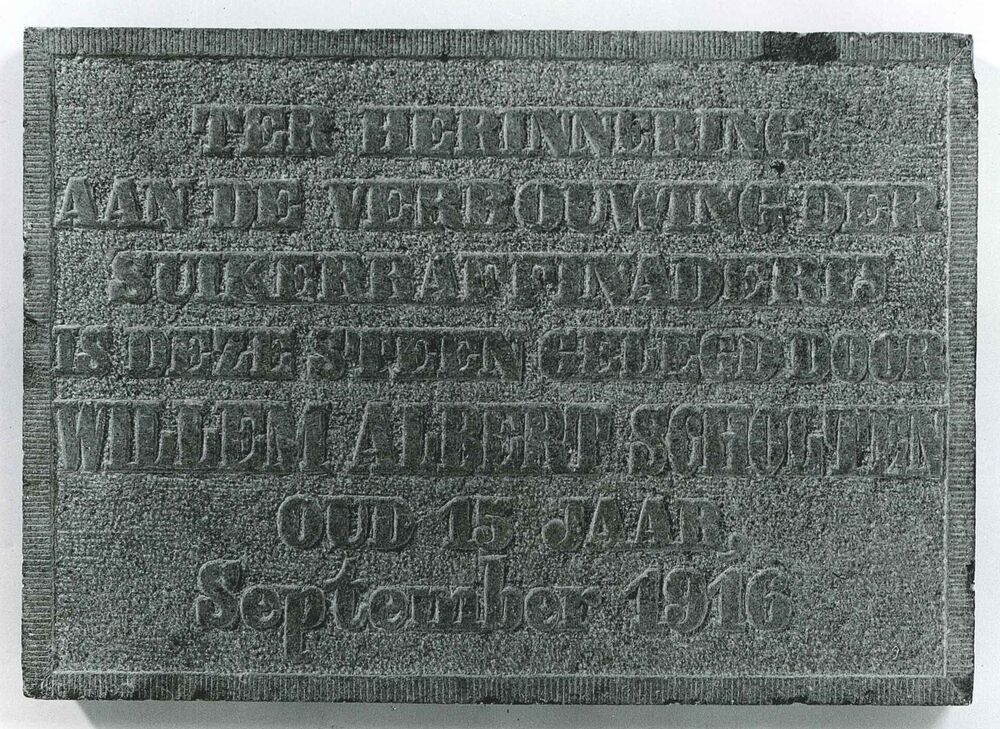 TER HERINNERING
AAN DE VERBOUWING DER
SUIKERRAFFINADERIJ
IS DEZE STEEN GELEGD DOOR
WILLEM ALBERT SCHOLTEN
OUD 15 JAAR.
September 1916